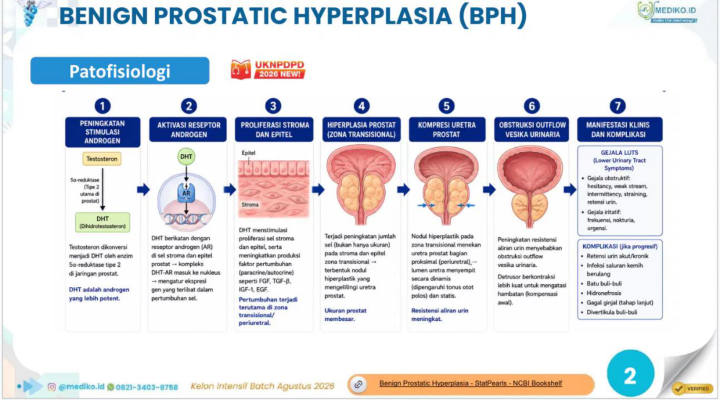 BENIGN PROSTATIC HYPERPLASIA (BPH)
MEDIKO.ID
Patofisiologi
UKNPDPD
2026 NEW!
1
PENINGKATAN
STIMULASI
ANDROGEN
Testosteron
5α-reduktase
(Tipe 2
utama di
prostat)
DHT
(Dihidrotestosteron)
Testosteron dikonversi
menjadi DHT oleh enzim
5α-reduktase tipe 2
di jaringan prostat.
DHT adalah androgen
yang lebih poten.
2
AKTIVASI RESEPTOR
ANDROGEN
DHT
AR
DHT berikatan dengan
reseptor androgen (AR)
di sel stroma dan epitel
prostat → kompleks
DHT-AR masuk ke nukleus
→ mengatur ekspresi
gen yang terlibat dalam
pertumbuhan sel.
3
PROLIFERASI STROMA
DAN EPITEL
Epitel
Stroma
DHT menstimulasi
proliferasi sel stroma
dan epitel, serta
meningkatkan produksi
faktor pertumbuhan
(paracrine/autocrine)
seperti FGF, TGF-β,
IGF-1, EGF.
Pertumbuhan terjadi
terutama di zona
transisional/
periuretral.
4
HIPERPLASIA PROSTAT
(ZONA TRANSISIONAL)
Terjadi peningkatan jumlah
sel (bukan hanya ukuran)
pada stroma dan epitel
zona transisional →
terbentuk nodul
hiperplastik yang
mengelilingi uretra
prostat.
Ukuran prostat
membesar.
5
KOMPRESI URETRA
PROSTAT
Nodul hiperplastik pada
zona transisional menekan
uretra prostat bagian
proksimal (periuretral) →
lumen uretra menyempit
secara dinamis
(dipengaruhi tonus otot
polos) dan statis.
Resistensi aliran urin
meningkat.
6
OBSTRUKSI OUTFLOW
VESIKA URINARIA
Peningkatan resistensi
aliran urin menyebabkan
obstruksi outflow
vesika urinaria.
Detrusor berkontraksi
lebih kuat untuk mengatasi
hambatan (kompensasi
awal).
7
MANIFESTASI KLINIS
DAN KOMPLIKASI
GEJALA LUTS
(Lower Urinary Tract
Symptoms)
• Gejala obstruktif:
hesitancy, weak stream,
intermittency, straining,
retensi urin.
• Gejala iritatif:
frekuensi, nokturia,
urgensi.
KOMPLIKASI (jika progresif)
• Retensi urin akut/kronik
• Infeksi saluran kemih
berulang
• Batu buli-buli
• Hidronefrosis
• Gagal ginjal (tahap lanjut)
• Divertikula buli-buli
@mediko.id 0821-3403-8758 Kelon Intensif Batch Agustus 2026
Benign Prostatic Hyperplasia - StatPearls - NCBI Bookshelf
2
VERIFIED